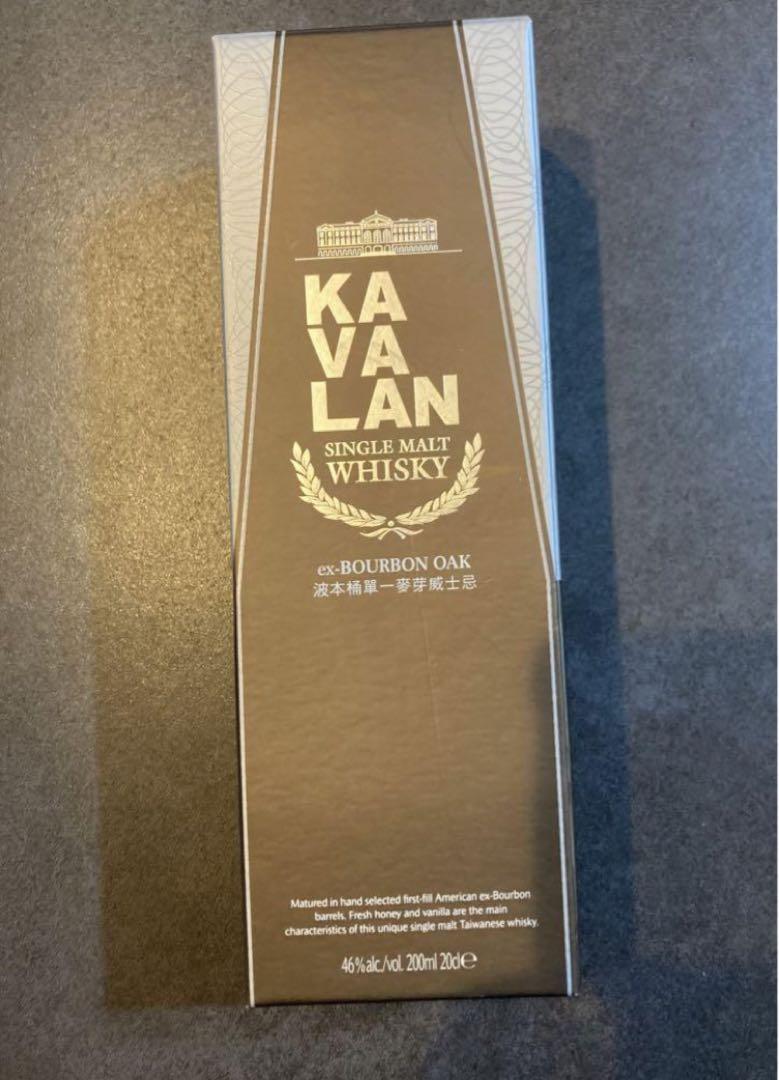 KA
VA
LAN
SINGLE MALT
WHISKY
ex-BOURBON OAK
波本桶單一麥芽威士忌
Matured in hand selected first-fill American ex-Bourbon
barrels. Fresh honey and vanilla are the main
characteristics of this unique single malt Taiwanese whisky.
46%alc./vol. 200ml 20cl℮